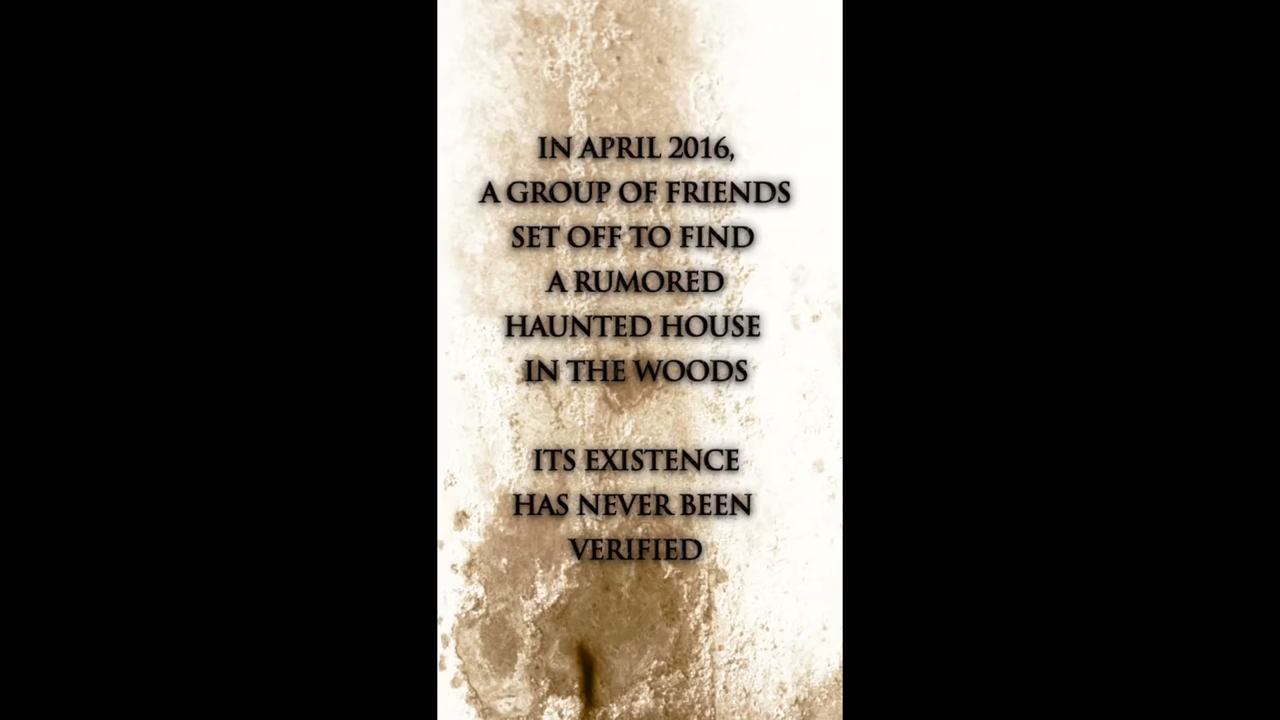 IN APRIL 2016,
A GROUP OF FRIENDS
SET OFF TO FIND
A RUMORED
HAUNTED HOUSE
IN THE WOODS
ITS EXISTENCE
HAS NEVER BEEN
VERIFIED